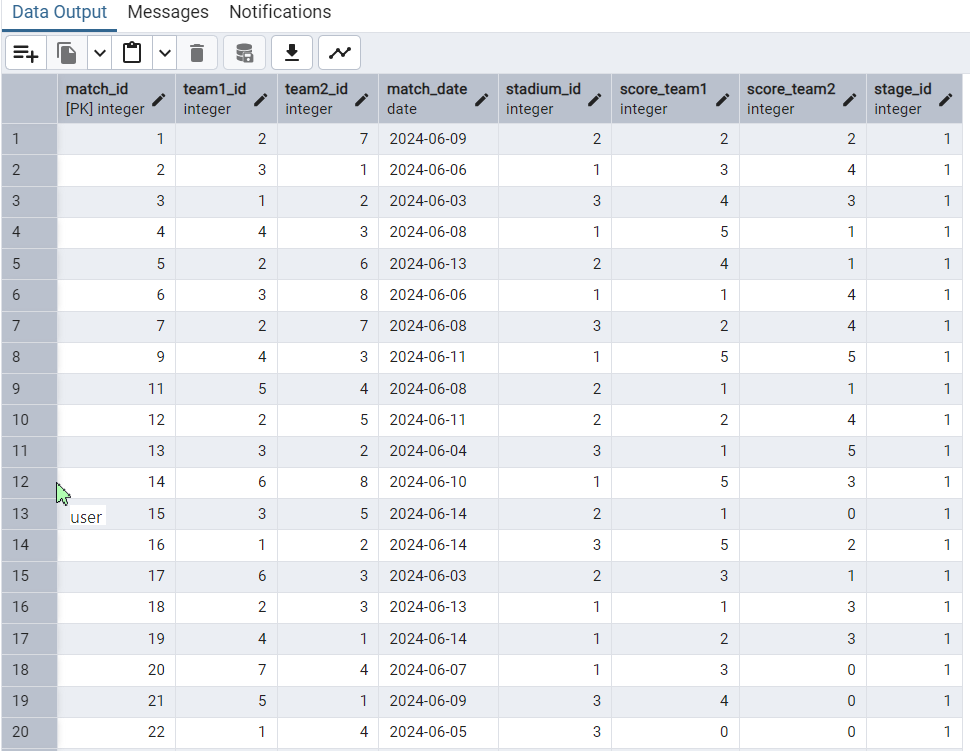 Data Output Messages Notifications
match_id team1_id team2_id match_date stadium_id score_team1 score_team2 stage_id
[PK] integer integer integer date integer integer integer integer
1 1 2 7 2024-06-09 2 2 2 1
2 2 3 1 2024-06-06 1 3 4 1
3 3 1 2 2024-06-03 3 4 3 1
4 4 4 3 2024-06-08 1 5 1 1
5 5 2 6 2024-06-13 2 4 1 1
6 6 3 8 2024-06-06 1 1 4 1
7 7 2 7 2024-06-08 3 2 4 1
8 9 4 3 2024-06-11 1 5 5 1
9 11 5 4 2024-06-08 2 1 1 1
10 12 2 5 2024-06-11 2 2 4 1
11 13 3 2 2024-06-04 3 1 5 1
12 14 6 8 2024-06-10 1 5 3 1
13 15 3 5 2024-06-14 2 1 0 1
user
14 16 1 2 2024-06-14 3 5 2 1
15 17 6 3 2024-06-03 2 3 1 1
16 18 2 3 2024-06-13 1 1 3 1
17 19 4 1 2024-06-14 1 2 3 1
18 20 7 4 2024-06-07 1 3 0 1
19 21 5 1 2024-06-09 3 4 0 1
20 22 1 4 2024-06-05 3 0 0 1